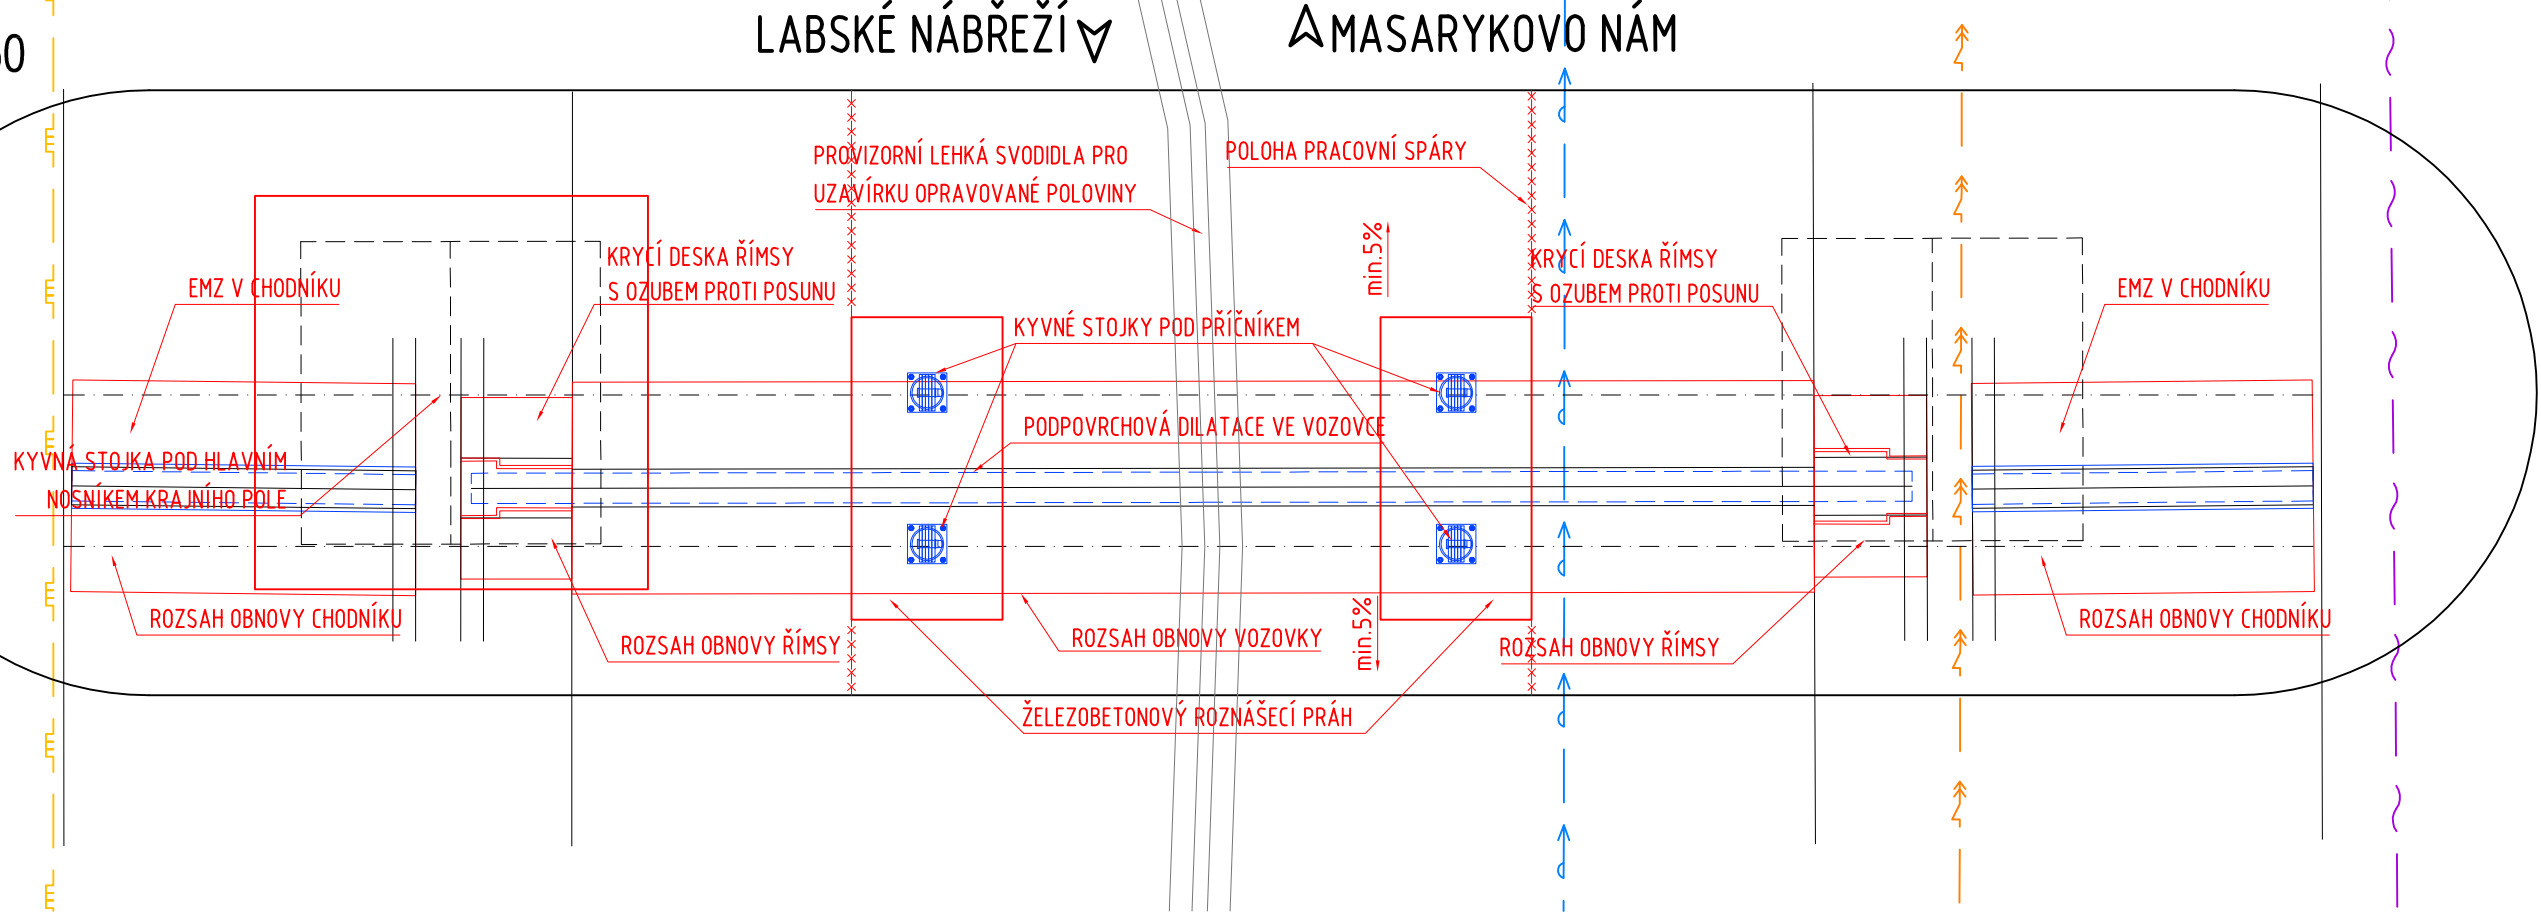 LABSKÉ NÁBŘEŽÍ
MASARYKOVO NÁM
PROVIZORNÍ LEHKÁ SVODIDLA PRO
UZAVÍRKU OPRAVOVANÉ POLOVINY
POLOHA PRACOVNÍ SPÁRY
min.5%
KRYCÍ DESKA ŘÍMSY
S OZUBEM PROTI POSUNU
KRYCÍ DESKA ŘÍMSY
S OZUBEM PROTI POSUNU
EMZ V CHODNÍKU
EMZ V CHODNÍKU
KYVNÉ STOJKY POD PŘÍČNÍKEM
PODPOVRCHOVÁ DILATACE VE VOZOVCE
KYVNÁ STOJKA POD HLAVNÍM
NOSNÍKEM KRAJNÍHO POLE
ROZSAH OBNOVY CHODNÍKU
ROZSAH OBNOVY ŘÍMSY
ROZSAH OBNOVY VOZOVKY
min.5%
ROZSAH OBNOVY ŘÍMSY
ROZSAH OBNOVY CHODNÍKU
ŽELEZOBETONOVÝ ROZNÁŠECÍ PRÁH